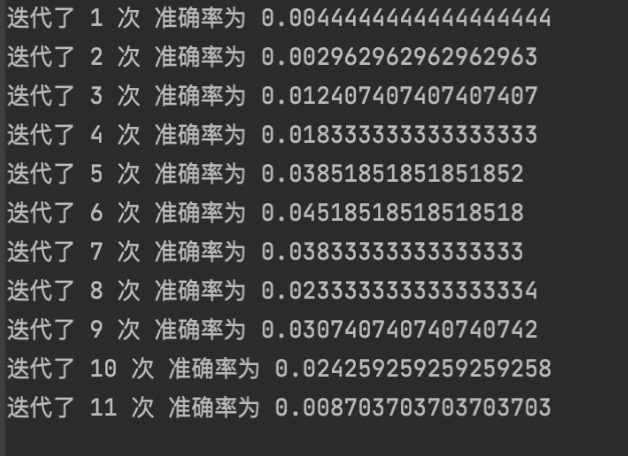 迭代了 1 次 准确率为 0.0044444444444444444
迭代了 2 次 准确率为 0.002962962962962963
迭代了 3 次 准确率为 0.012407407407407407
迭代了 4 次 准确率为 0.018333333333333333
迭代了 5 次 准确率为 0.03851851851851852
迭代了 6 次 准确率为 0.04518518518518518
迭代了 7 次 准确率为 0.03833333333333333
迭代了 8 次 准确率为 0.023333333333333334
迭代了 9 次 准确率为 0.030740740740740742
迭代了 10 次 准确率为 0.024259259259259258
迭代了 11 次 准确率为 0.008703703703703703